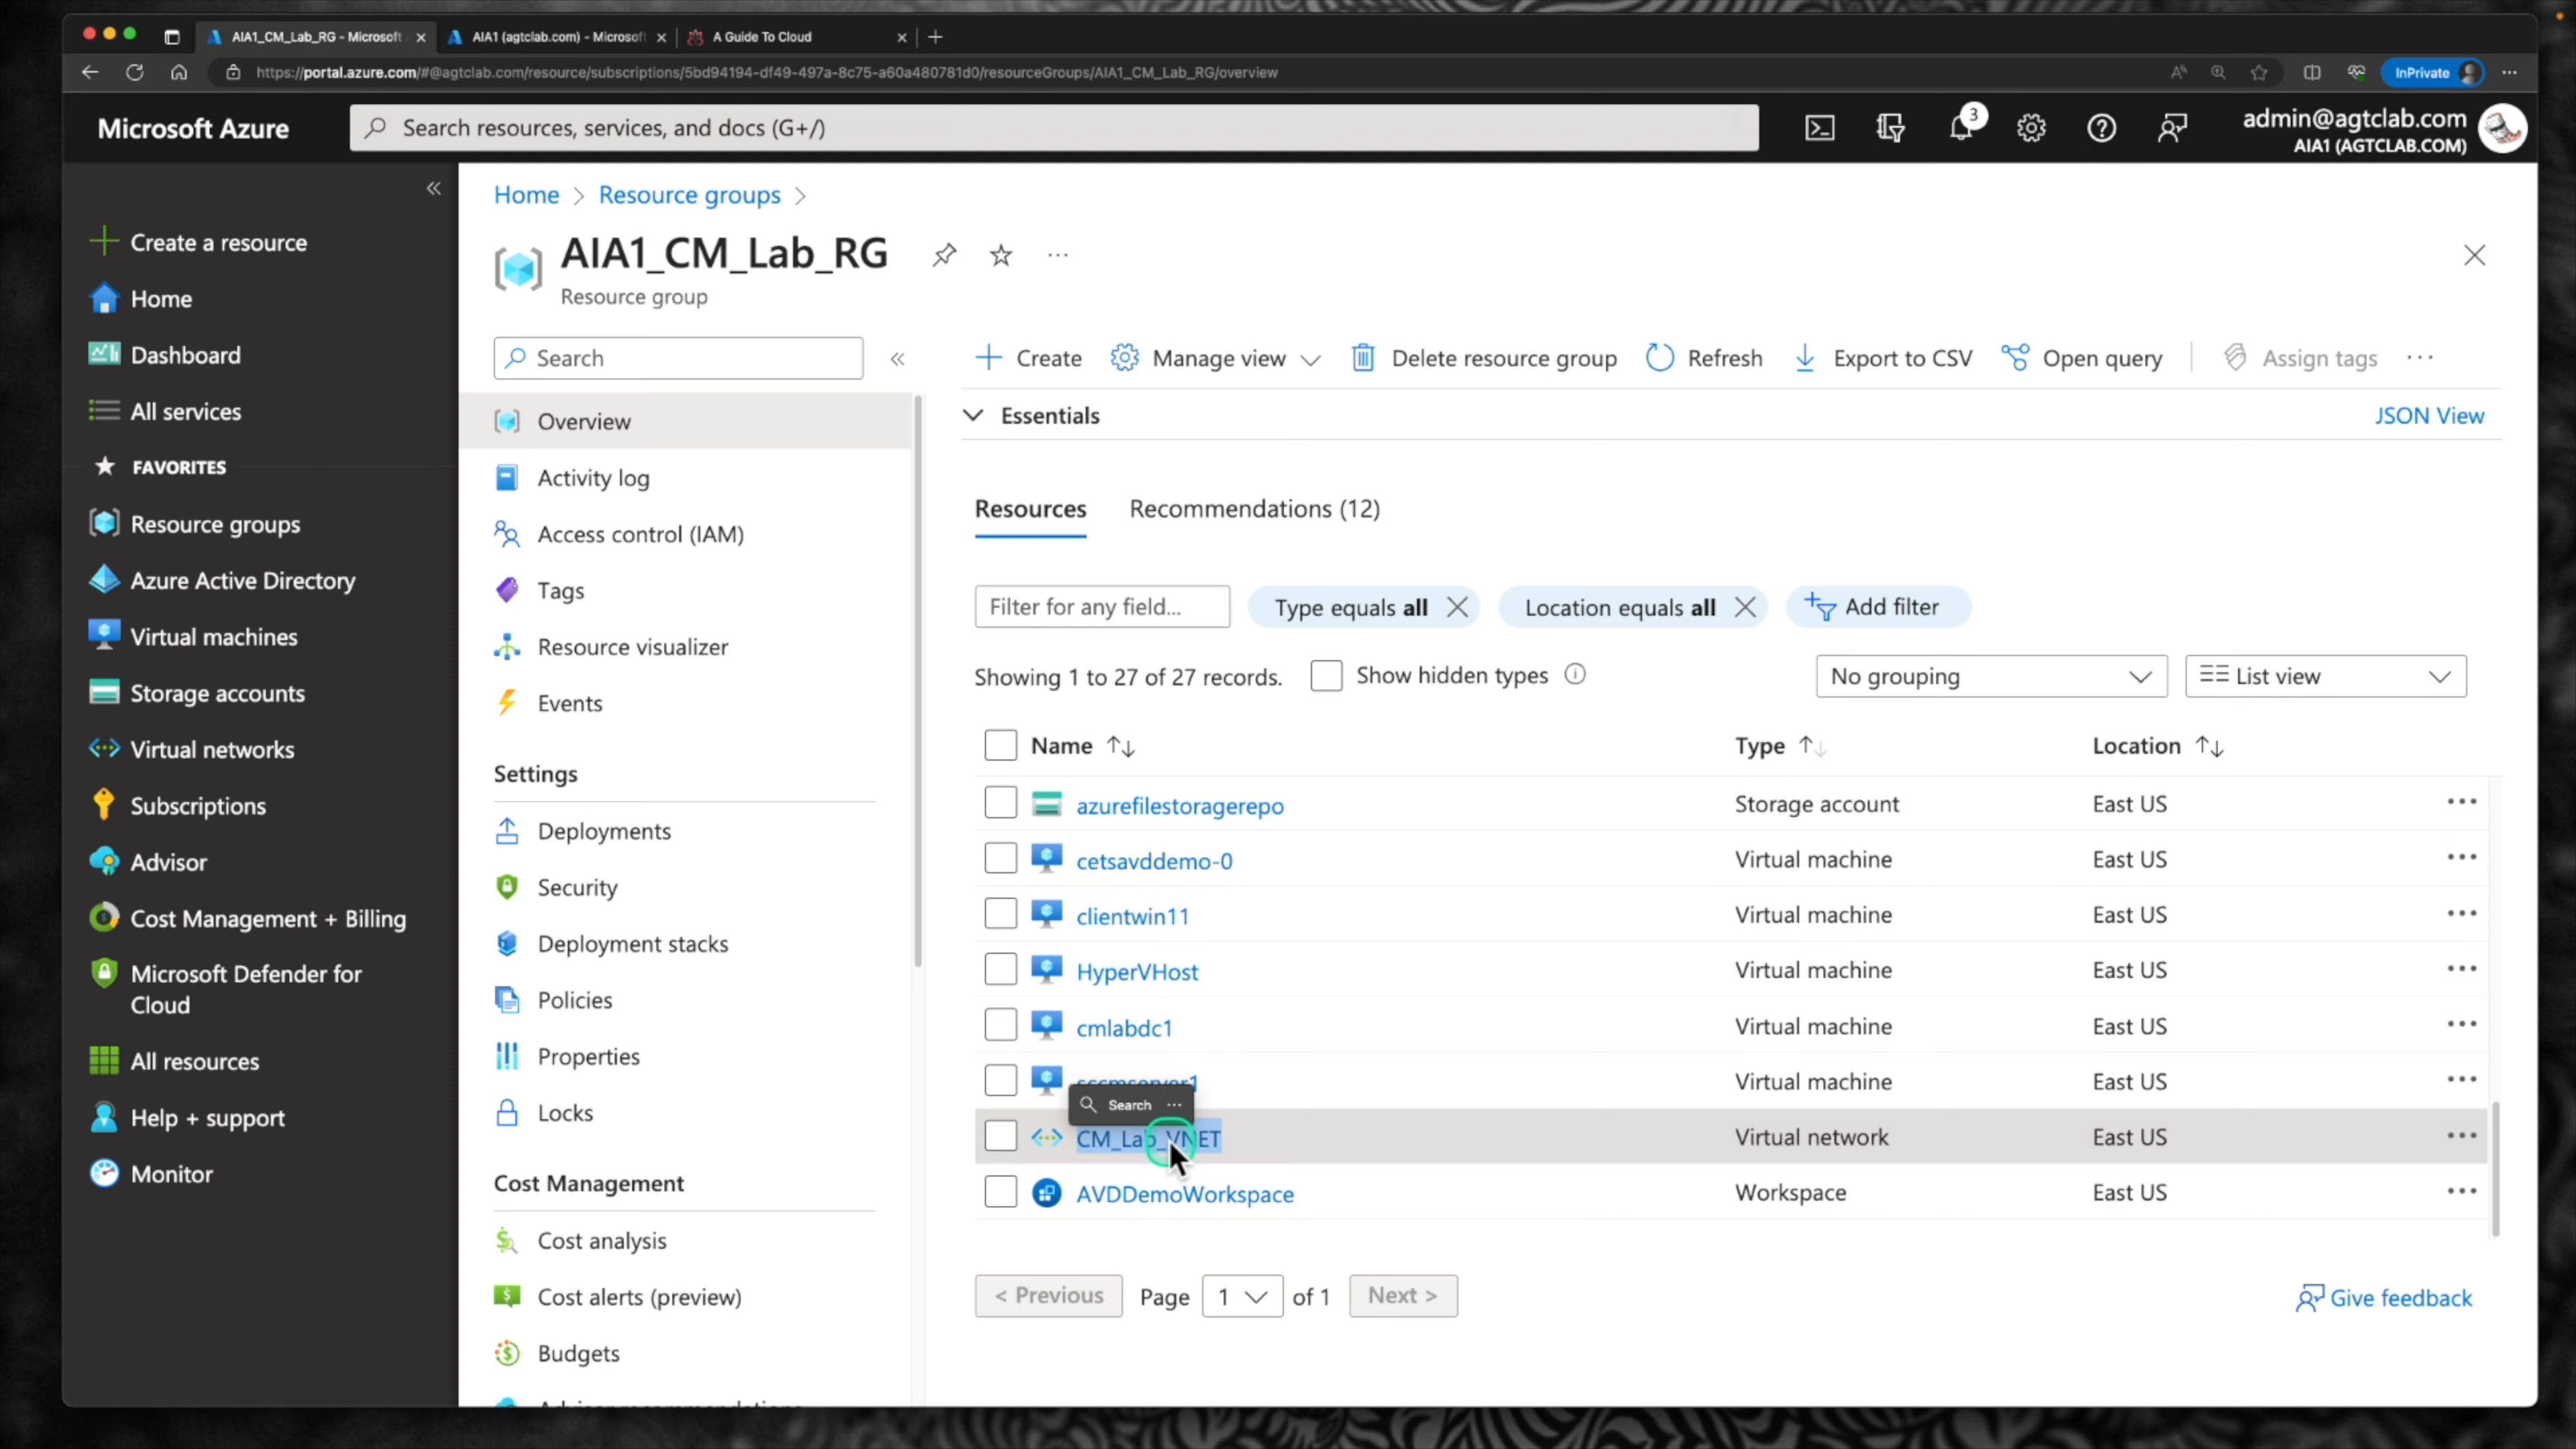 AIA1_CM_Lab_RG - Microsoft
AIA1 (agtclab.com) - Microsoft
A Guide To Cloud
https://portal.azure.com/#@agtclab.com/resource/subscriptions/5bd94194-df49-497a-8c75-a60a480781d0/resourceGroups/AIA1_CM_Lab_RG/overview
InPrivate
Microsoft Azure
Search resources, services, and docs (G+/)
3
admin@agtclab.com
AIA1 (AGTCLAB.COM)
Create a resource
Home
Dashboard
All services
FAVORITES
Resource groups
Azure Active Directory
Virtual machines
Storage accounts
Virtual networks
Subscriptions
Advisor
Cost Management + Billing
Microsoft Defender for
Cloud
All resources
Help + support
Monitor
Home > Resource groups >
AIA1_CM_Lab_RG
Resource group
Search
Overview
Activity log
Access control (IAM)
Tags
Resource visualizer
Events
Settings
Deployments
Security
Deployment stacks
Policies
Properties
Locks
Cost Management
Cost analysis
Cost alerts (preview)
Budgets
Create Manage view Delete resource group Refresh Export to CSV Open query Assign tags
Essentials
JSON View
Resources Recommendations (12)
Filter for any field...
Type equals all
Location equals all
Add filter
Showing 1 to 27 of 27 records.
Show hidden types
No grouping
List view
Name Type Location
azurefilestoragerepo Storage account East US
cetsavddemo-0 Virtual machine East US
clientwin11 Virtual machine East US
HyperVHost Virtual machine East US
cmlabdc1 Virtual machine East US
sccmserver1 Virtual machine East US
Search
CM_Lab_VNET Virtual network East US
AVDDemoWorkspace Workspace East US
< Previous Page 1 of 1 Next >
Give feedback